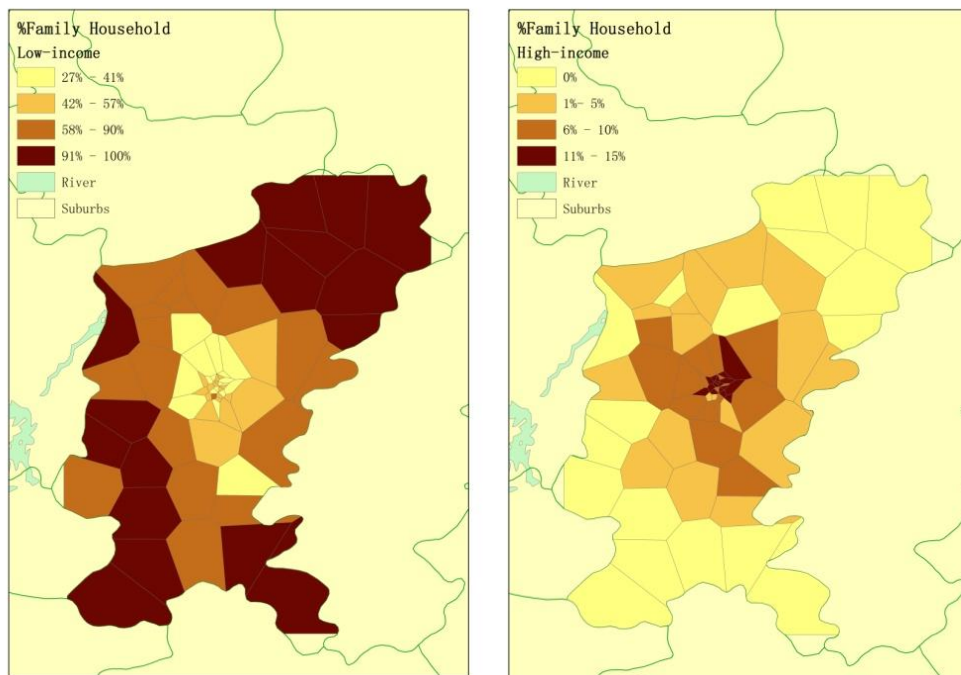 %Family Household
Low-income
27% - 41%
42% - 57%
58% - 90%
91% - 100%
River
Suburbs
%Family Household
High-income
0%
1%- 5%
6% - 10%
11% - 15%
River
Suburbs